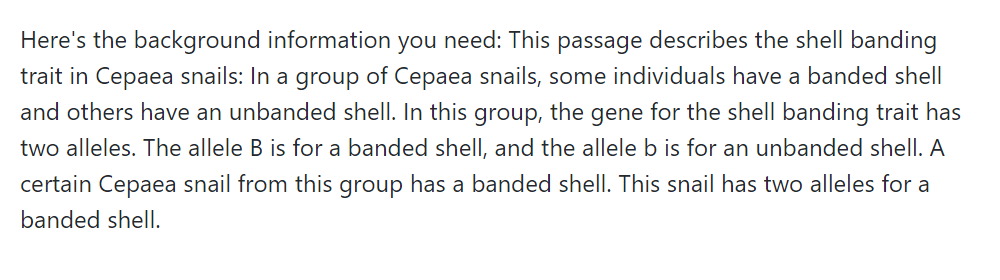 Here's the background information you need: This passage describes the shell banding
trait in Cepaea snails: In a group of Cepaea snails, some individuals have a banded shell
and others have an unbanded shell. In this group, the gene for the shell banding trait has
two alleles. The allele B is for a banded shell, and the allele b is for an unbanded shell. A
certain Cepaea snail from this group has a banded shell. This snail has two alleles for a
banded shell.